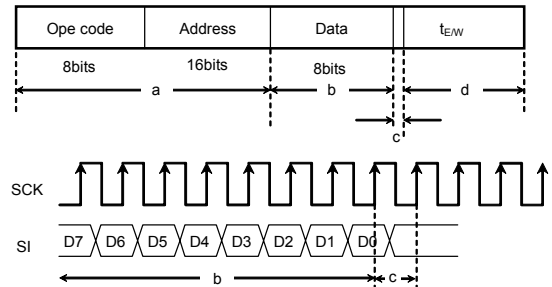 Ope code Address Data tE/W
8bits 16bits 8bits
a b d
c
SCK
SI D7 D6 D5 D4 D3 D2 D1 D0
b c